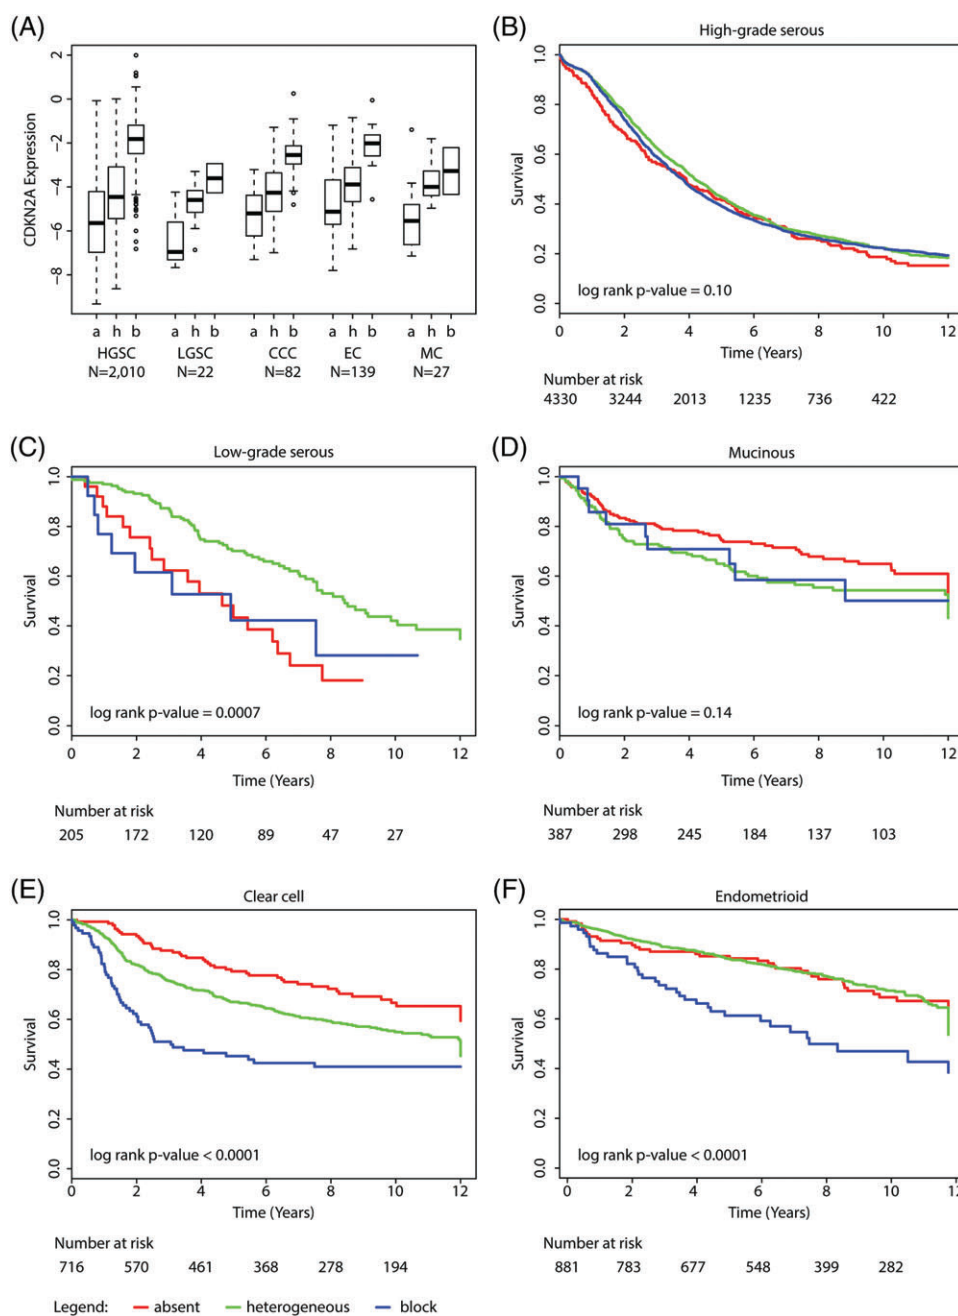 (A)
CDKN2A Expression
2
0
-2
-4
-6
-8
a h b a h b a h b a h b a h b
HGSC LGSC CCC EC MC
N=2,010 N=22 N=82 N=139 N=27
(B)
High-grade serous
Survival
1.0
0.8
0.6
0.4
0.2
0.0
log rank p-value = 0.10
0 2 4 6 8 10 12
Time (Years)
Number at risk
4330 3244 2013 1235 736 422
(C)
Low-grade serous
Survival
1.0
0.8
0.6
0.4
0.2
0.0
log rank p-value = 0.0007
0 2 4 6 8 10 12
Time (Years)
Number at risk
205 172 120 89 47 27
(D)
Mucinous
Survival
1.0
0.8
0.6
0.4
0.2
0.0
log rank p-value = 0.14
0 2 4 6 8 10 12
Time (Years)
Number at risk
387 298 245 184 137 103
(E)
Clear cell
Survival
1.0
0.8
0.6
0.4
0.2
0.0
log rank p-value < 0.0001
0 2 4 6 8 10 12
Time (Years)
Number at risk
716 570 461 368 278 194
(F)
Endometrioid
Survival
1.0
0.8
0.6
0.4
0.2
0.0
log rank p-value < 0.0001
0 2 4 6 8 10 12
Time (Years)
Number at risk
881 783 677 548 399 282
Legend: absent heterogeneous block